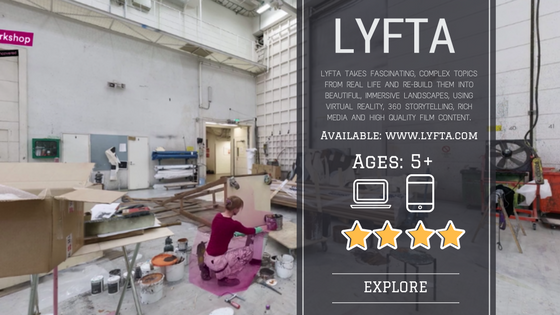 rkshop
LYFTA
LYFTA TAKES FASCINATING, COMPLEX TOPICS
FROM REAL LIFE AND RE-BUILD THEM INTO
BEAUTIFUL, IMMERSIVE LANDSCAPES, USING
VIRTUAL REALITY, 360 STORYTELLING, RICH
MEDIA AND HIGH QUALITY FILM CONTENT.
AVAILABLE: WWW.LYFTA.COM
AGES: 5+
EXPLORE